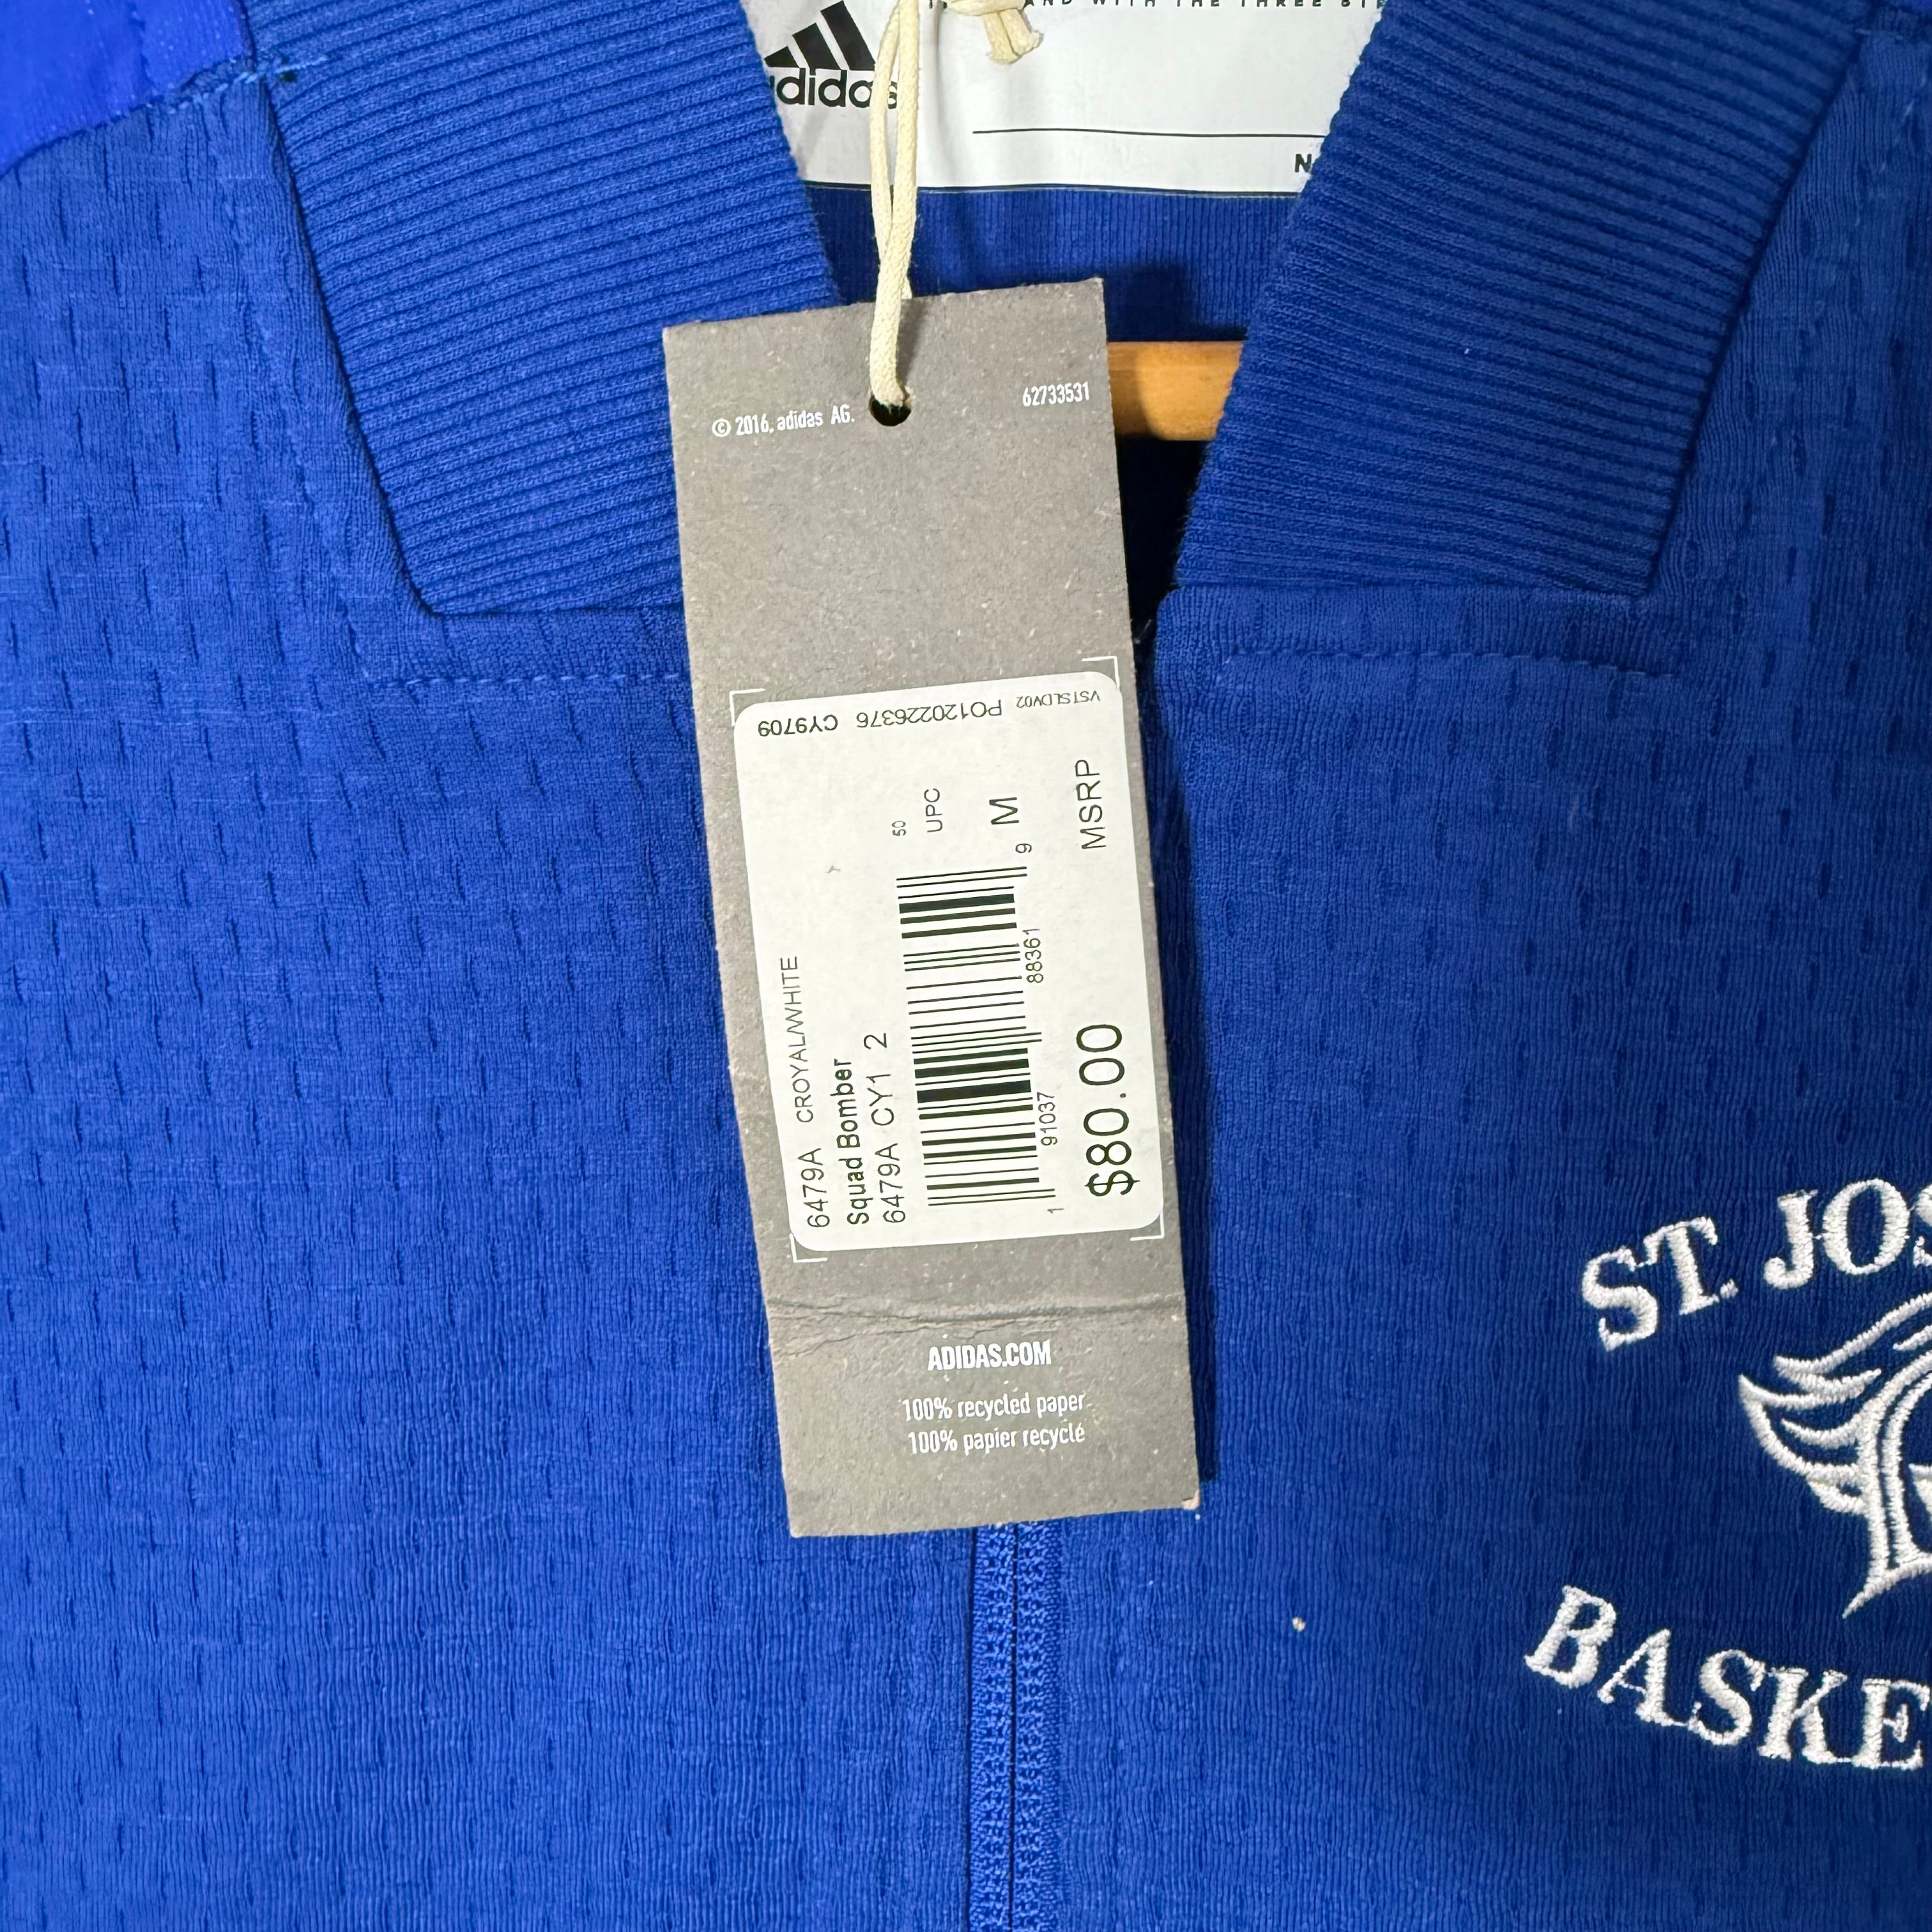 adidas
© 2016, adidas AG.
62733531
CY9709 PO120226376 VSTSLDV02
6479A CROYAL/WHITE
Squad Bomber
6479A CY1 2
50
UPC
M
1 91037 88361 9
MSRP
$80.00
ADIDAS.COM
100% recycled paper
100% papier recyclé
ST. JOS
BASKE